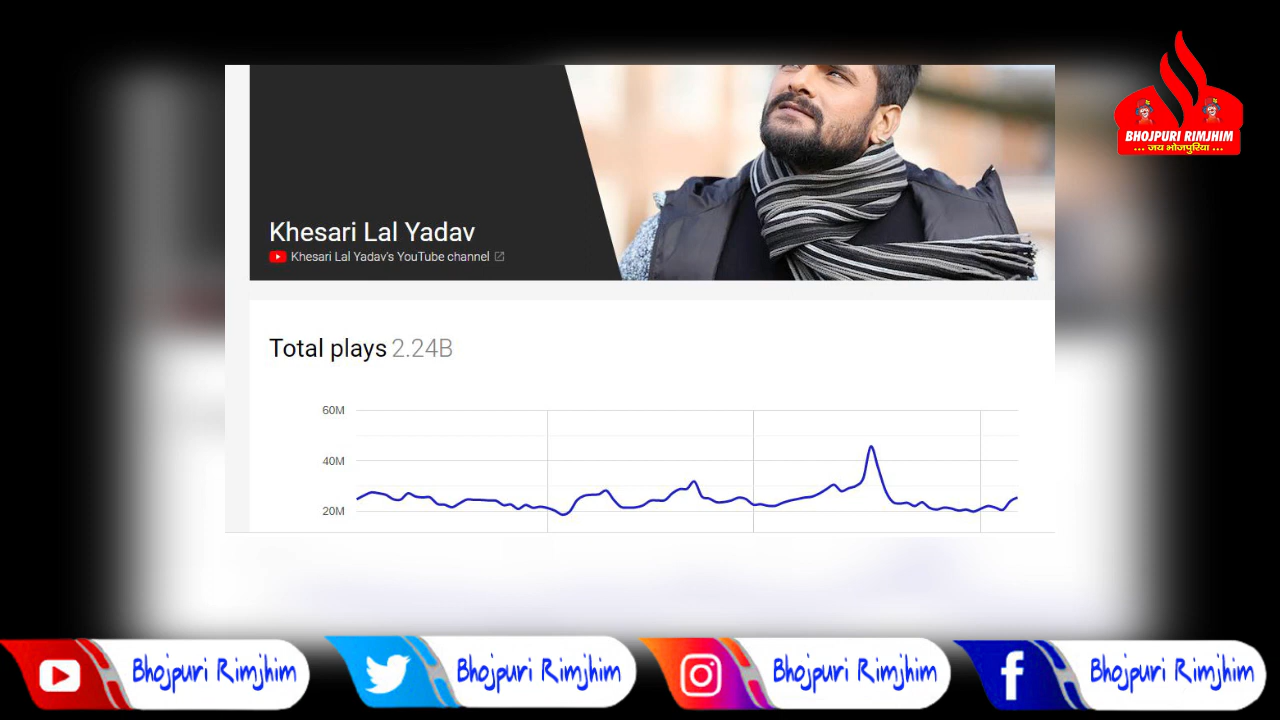 BHOJPURI RIMJHIM
... जय भोजपुरिया ...
Khesari Lal Yadav
Khesari Lal Yadav's YouTube channel
Total plays 2.24B
60M
40M
20M
Bhojpuri Rimjhim
Bhojpuri Rimjhim
Bhojpuri Rimjhim
Bhojpuri Rimjhim